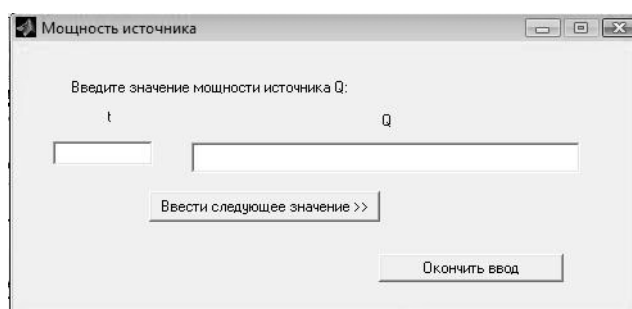 Мощность источника
Введите значение мощности источника Q:
t Q
Ввести следующее значение >>
Окончить ввод